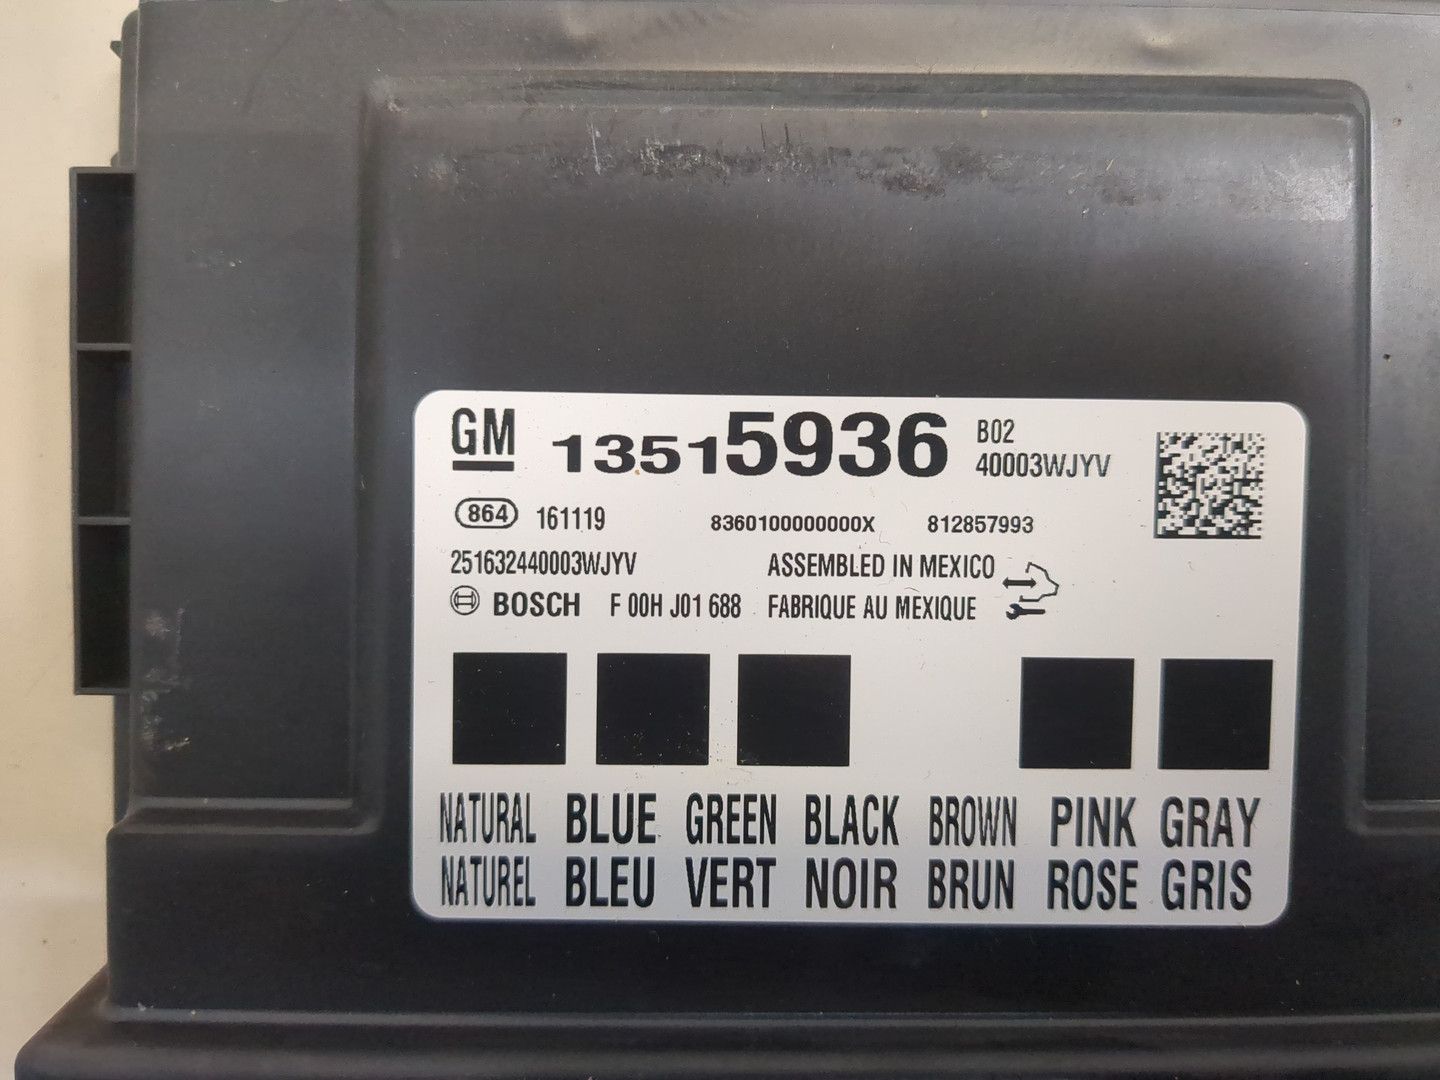 GM 13515936 B02
40003WJYV
864 161119 8360100000000X 812857993
251632440003WJYV ASSEMBLED IN MEXICO
BOSCH F 00H J01 688 FABRIQUE AU MEXIQUE
NATURAL BLUE GREEN BLACK BROWN PINK GRAY
NATUREL BLEU VERT NOIR BRUN ROSE GRIS